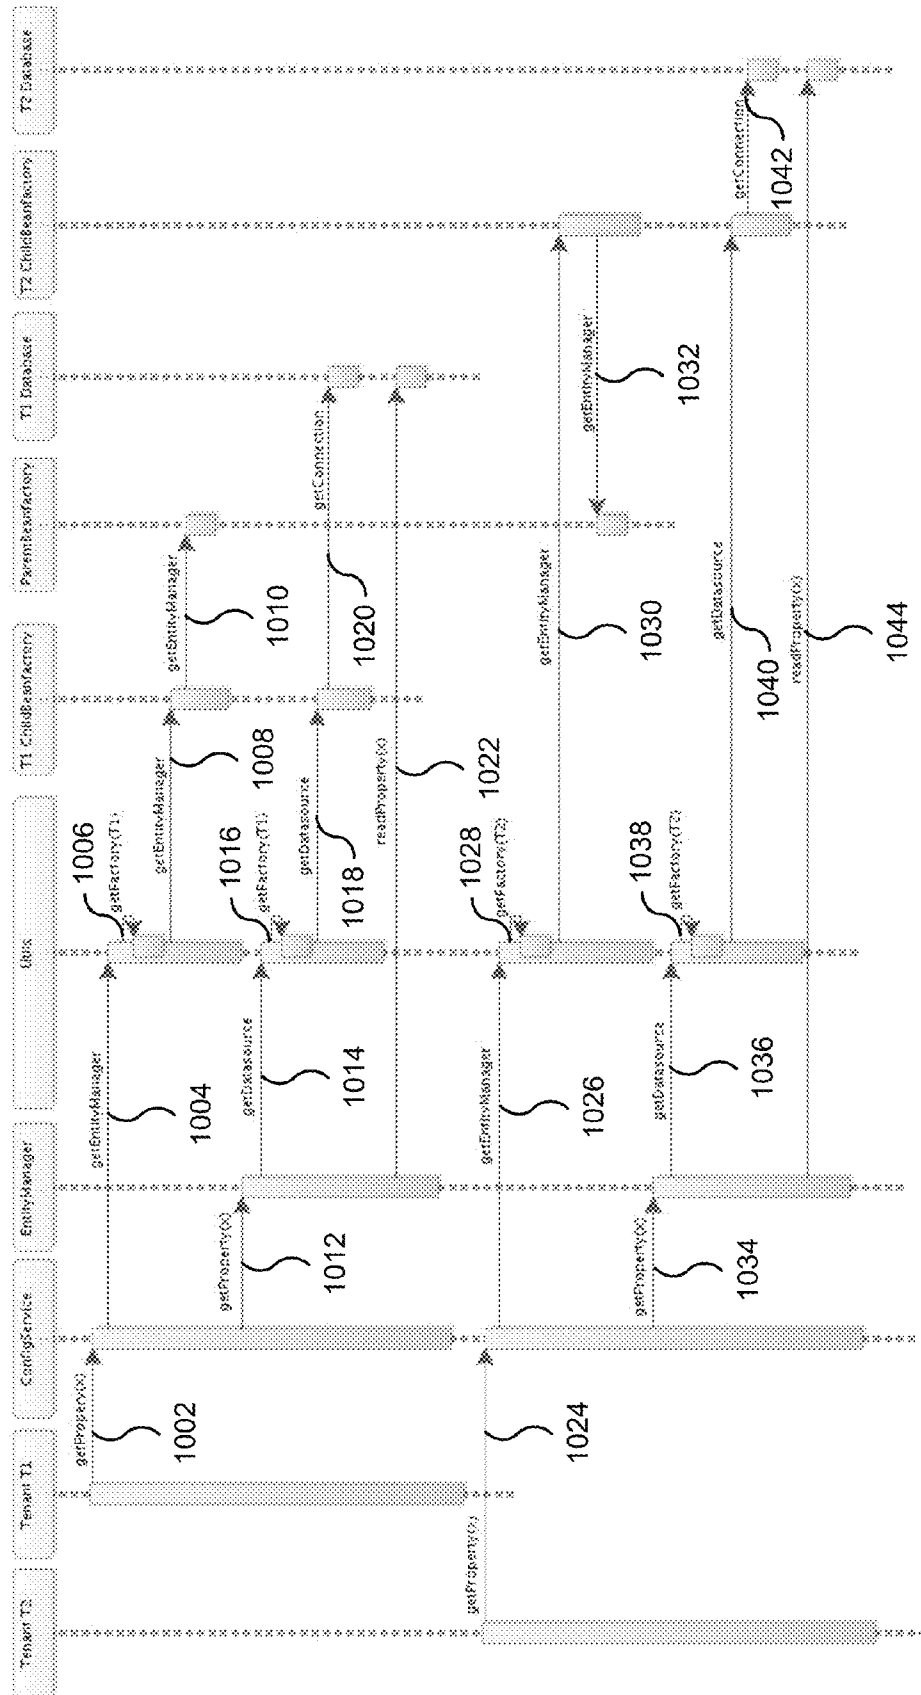 Tenant T2
Tenant T1
ConfigService
EntityManager
Utils
T1 ChildBeanfactory
ParentBeanfactory
T1 Database
T2 ChildBeanfactory
T2 Database
getPropery(x)
1002
getEntityManager
1004
1006
getFactory(T1)
getEntityManager
1008
getEntityManager
1010
getProperty(x)
1012
getDatasource
1014
1016
getFactory(T1)
getDatasource
1018
getConnection
1020
readProperty(x)
1022
getProperty(x)
1024
getEntityManager
1026
1028
getFactory(T2)
getEntityManager
1030
getEntityManager
1032
getProperty(x)
1034
getDatasource
1036
1038
getFactory(T2)
getDatasource
1040
getConnection
1042
readProperty(x)
1044